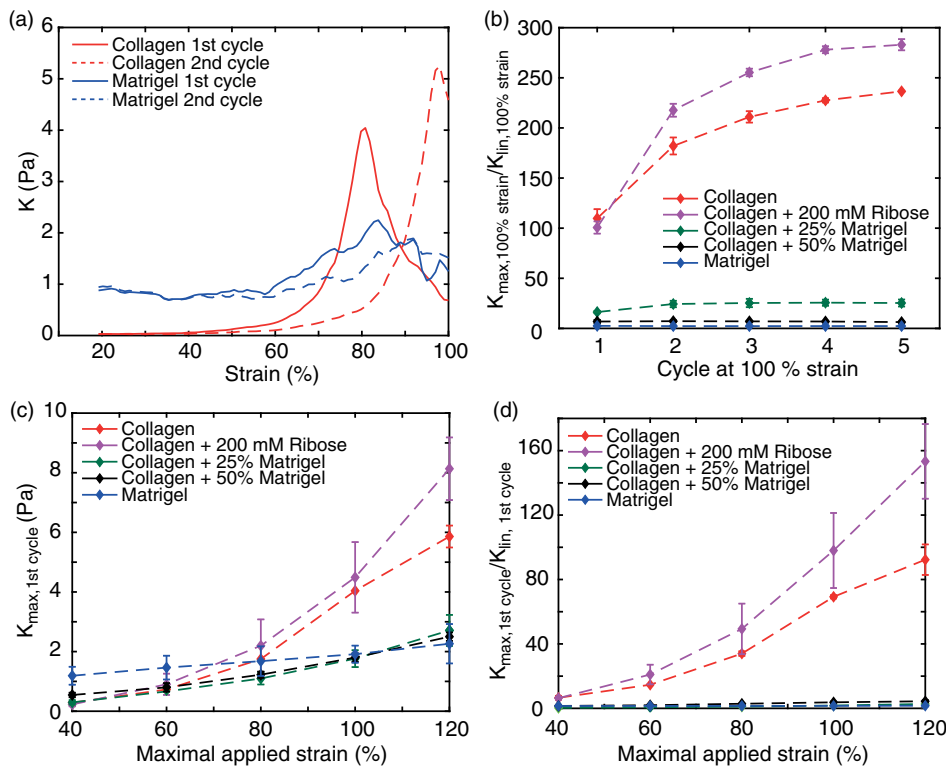 (a)
6
5
4
3
2
1
0
K (Pa)
Collagen 1st cycle
Collagen 2nd cycle
Matrigel 1st cycle
Matrigel 2nd cycle
20 40 60 80 100
Strain (%)
(b)
300
250
200
150
100
50
0
Kmax,100% strain/Klin,100% strain
Collagen
Collagen + 200 mM Ribose
Collagen + 25% Matrigel
Collagen + 50% Matrigel
Matrigel
1 2 3 4 5
Cycle at 100 % strain
(c)
10
8
6
4
2
0
Kmax,1st cycle (Pa)
Collagen
Collagen + 200 mM Ribose
Collagen + 25% Matrigel
Collagen + 50% Matrigel
Matrigel
40 60 80 100 120
Maximal applied strain (%)
(d)
160
120
80
40
0
Kmax,1st cycle/Klin, 1st cycle
Collagen
Collagen + 200 mM Ribose
Collagen + 25% Matrigel
Collagen + 50% Matrigel
Matrigel
40 60 80 100 120
Maximal applied strain (%)